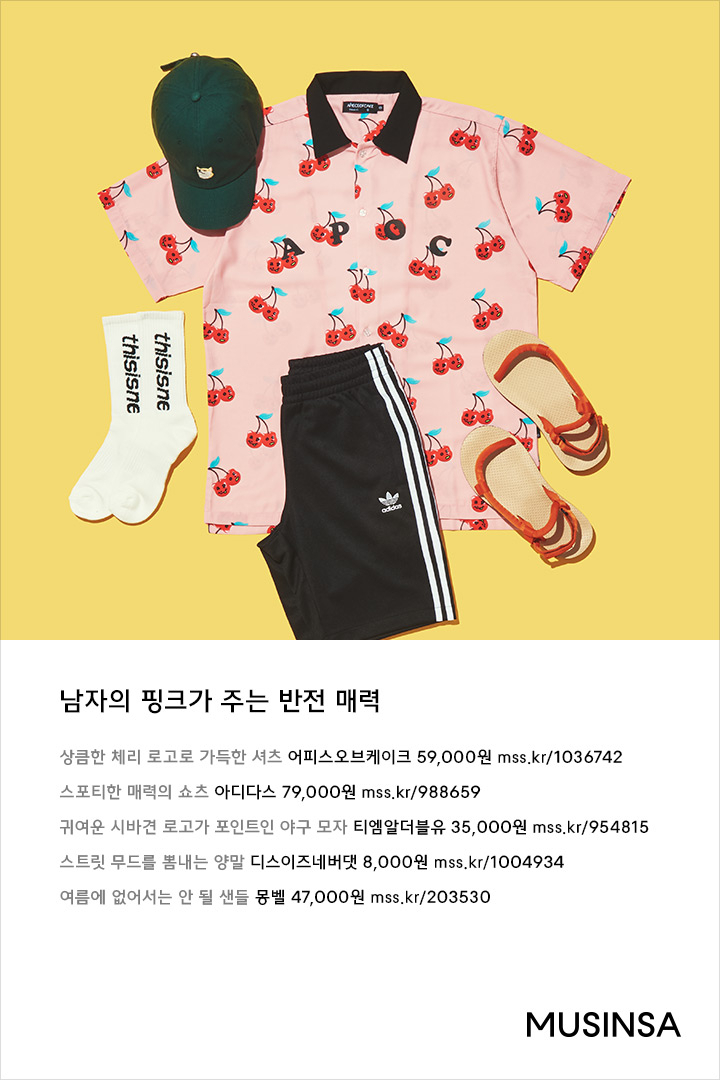 APOC
thisisne
thisisne
adidas
남자의 핑크가 주는 반전 매력
상큼한 체리 로고로 가득한 셔츠 어피스오브케이크 59,000원 mss.kr/1036742
스포티한 매력의 쇼츠 아디다스 79,000원 mss.kr/988659
귀여운 시바견 로고가 포인트인 야구 모자 티엠알더블유 35,000원 mss.kr/954815
스트릿 무드를 뽐내는 양말 디스이즈네버댓 8,000원 mss.kr/1004934
여름에 없어서는 안 될 샌들 몽벨 47,000원 mss.kr/203530
MUSINSA